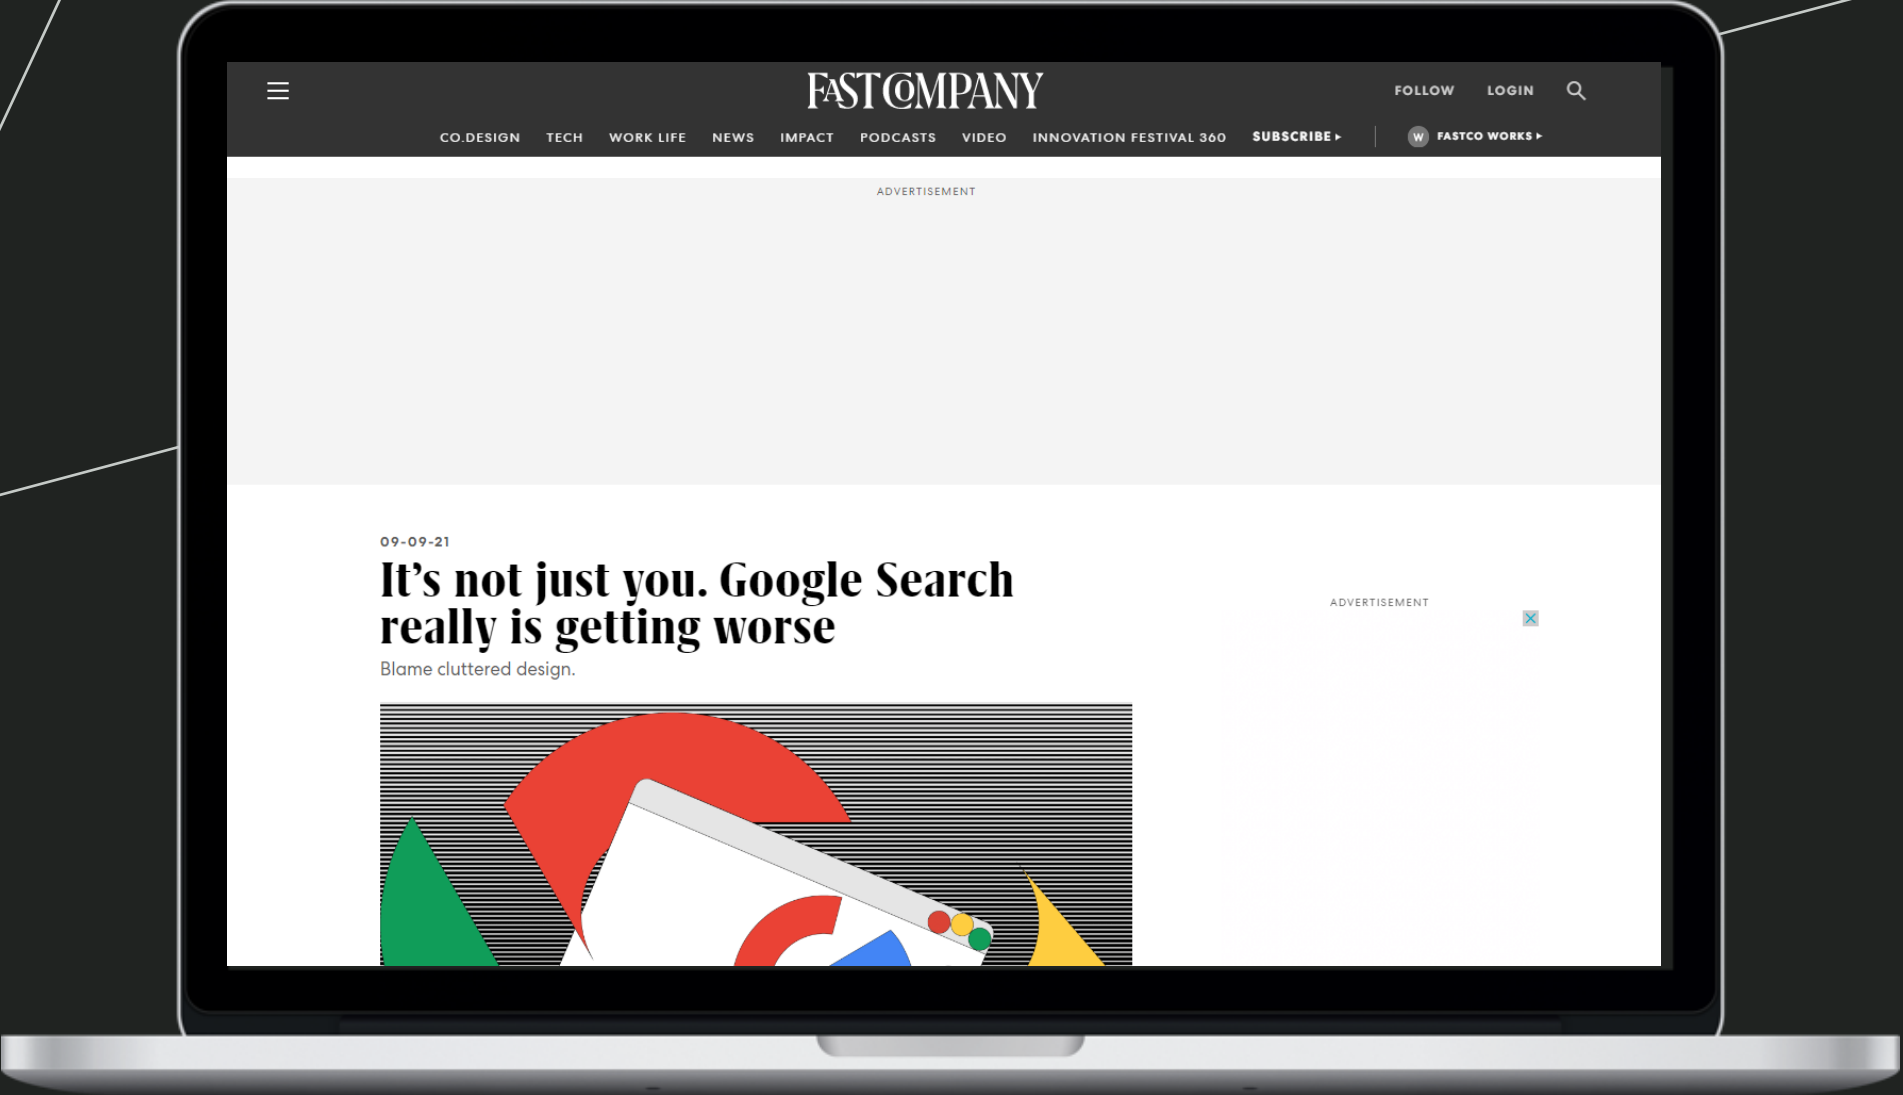 FAST COMPANY
FOLLOW LOGIN
CO.DESIGN TECH WORK LIFE NEWS IMPACT PODCASTS VIDEO INNOVATION FESTIVAL 360 SUBSCRIBE W FASTCO WORKS
ADVERTISEMENT
09-09-21
It's not just you. Google Search
really is getting worse
Blame cluttered design.
ADVERTISEMENT